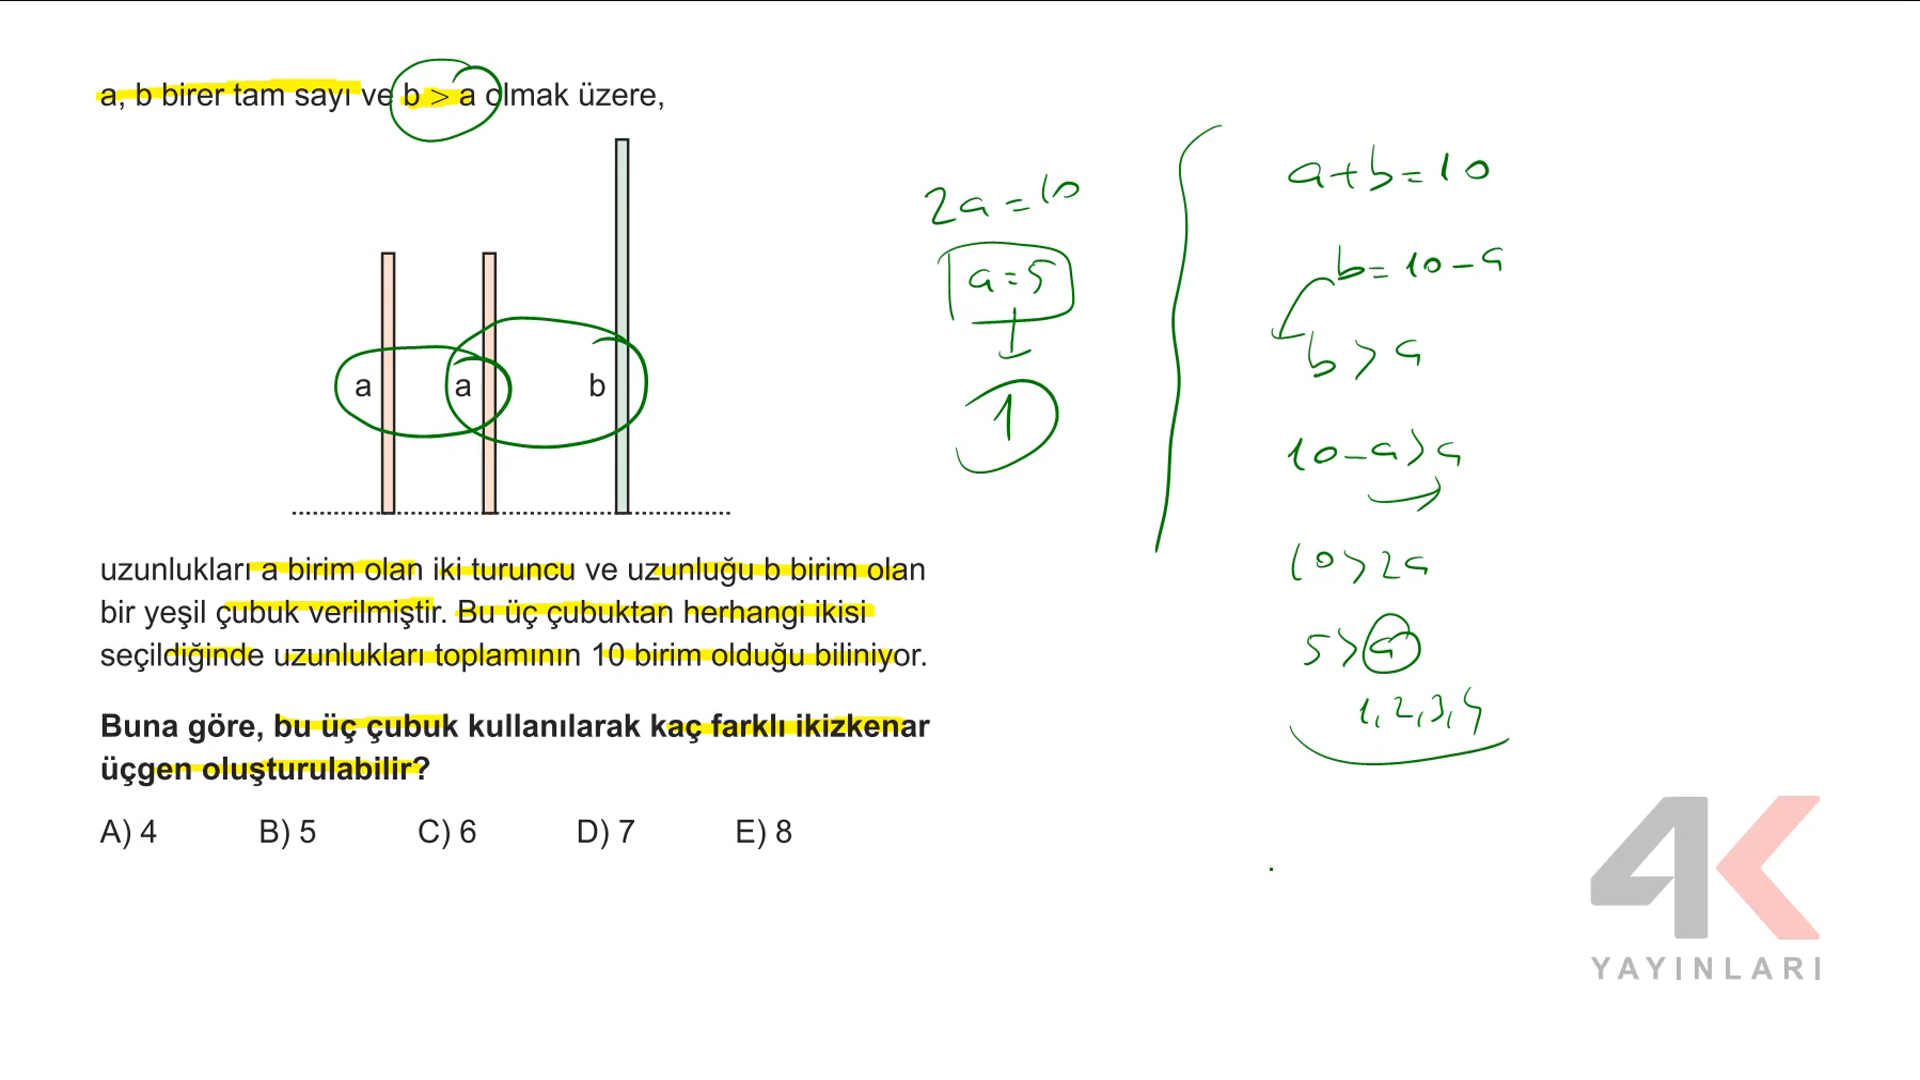 a, b birer tam sayı ve b > a olmak üzere,
a
a
b
uzunlukları a birim olan iki turuncu ve uzunluğu b birim olan
bir yeşil çubuk verilmiştir. Bu üç çubuktan herhangi ikisi
seçildiğinde uzunlukları toplamının 10 birim olduğu biliniyor.
Buna göre, bu üç çubuk kullanılarak kaç farklı ikizkenar
üçgen oluşturulabilir?
A) 4 B) 5 C) 6 D) 7 E) 8
2a = 10
a = 5
1
a + b = 10
b = 10 - a
b > a
10 - a > a
10 > 2a
5 > a
1, 2, 3, 4
4K
YAYINLARI